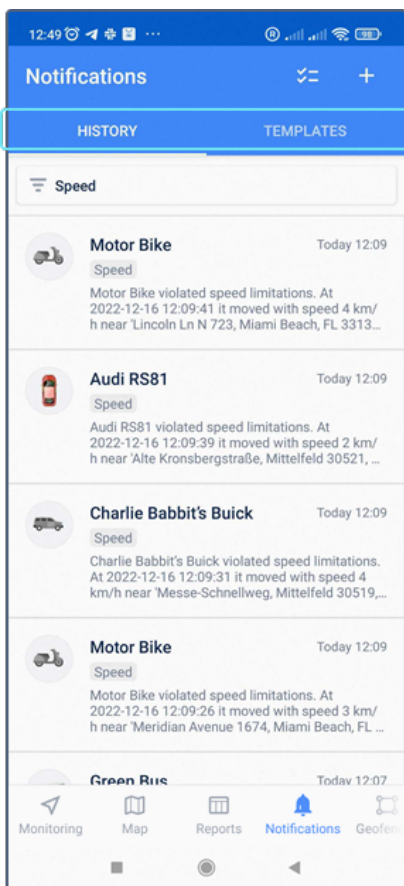 12:49 ...
R 98
Notifications
HISTORY TEMPLATES
Speed
Motor Bike Today 12:09
Speed
Motor Bike violated speed limitations. At
2022-12-16 12:09:41 it moved with speed 4 km/
h near 'Lincoln Ln N 723, Miami Beach, FL 3313...
Audi RS81 Today 12:09
Speed
Audi RS81 violated speed limitations. At
2022-12-16 12:09:39 it moved with speed 2 km/
h near 'Alte Kronsbergstraße, Mittelfeld 30521, ...
Charlie Babbit's Buick Today 12:09
Speed
Charlie Babbit's Buick violated speed limitations.
At 2022-12-16 12:09:31 it moved with speed 4
km/h near 'Messe-Schnellweg, Mittelfeld 30519,...
Motor Bike Today 12:09
Speed
Motor Bike violated speed limitations. At
2022-12-16 12:09:26 it moved with speed 3 km/
h near 'Meridian Avenue 1674, Miami Beach, FL ...
Green Bus Today 12:07
Monitoring Map Reports Notifications Geofen